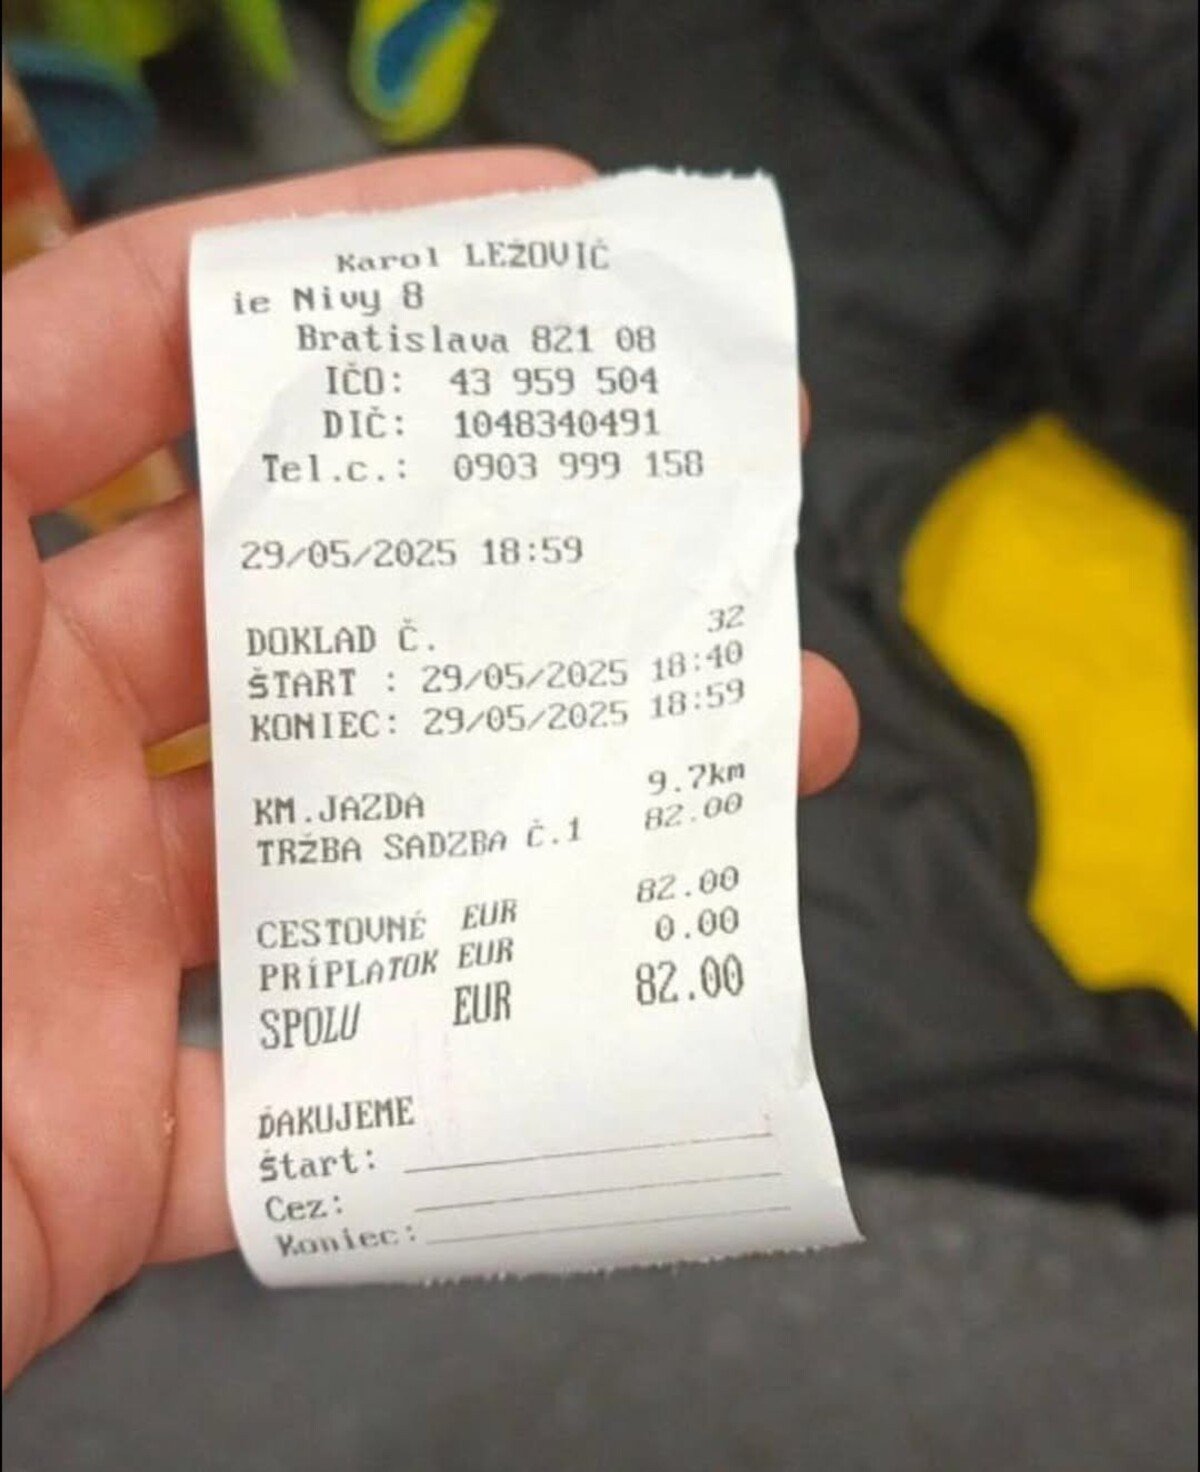 Karol LEŽOVIČ
ie Nivy 8
Bratislava 821 08
IČO: 43 959 504
DIČ: 1048340491
Tel.c.: 0903 999 158
29/05/2025 18:59
DOKLAD Č. 32
ŠTART : 29/05/2025 18:40
KONIEC: 29/05/2025 18:59
KM.JAZDA 9.7km
TRŽBA SADZBA Č.1 82.00
CESTOVNÉ EUR 82.00
PRÍPLATOK EUR 0.00
SPOLU EUR 82.00
ĎAKUJEME
Štart:
Cez:
Koniec: